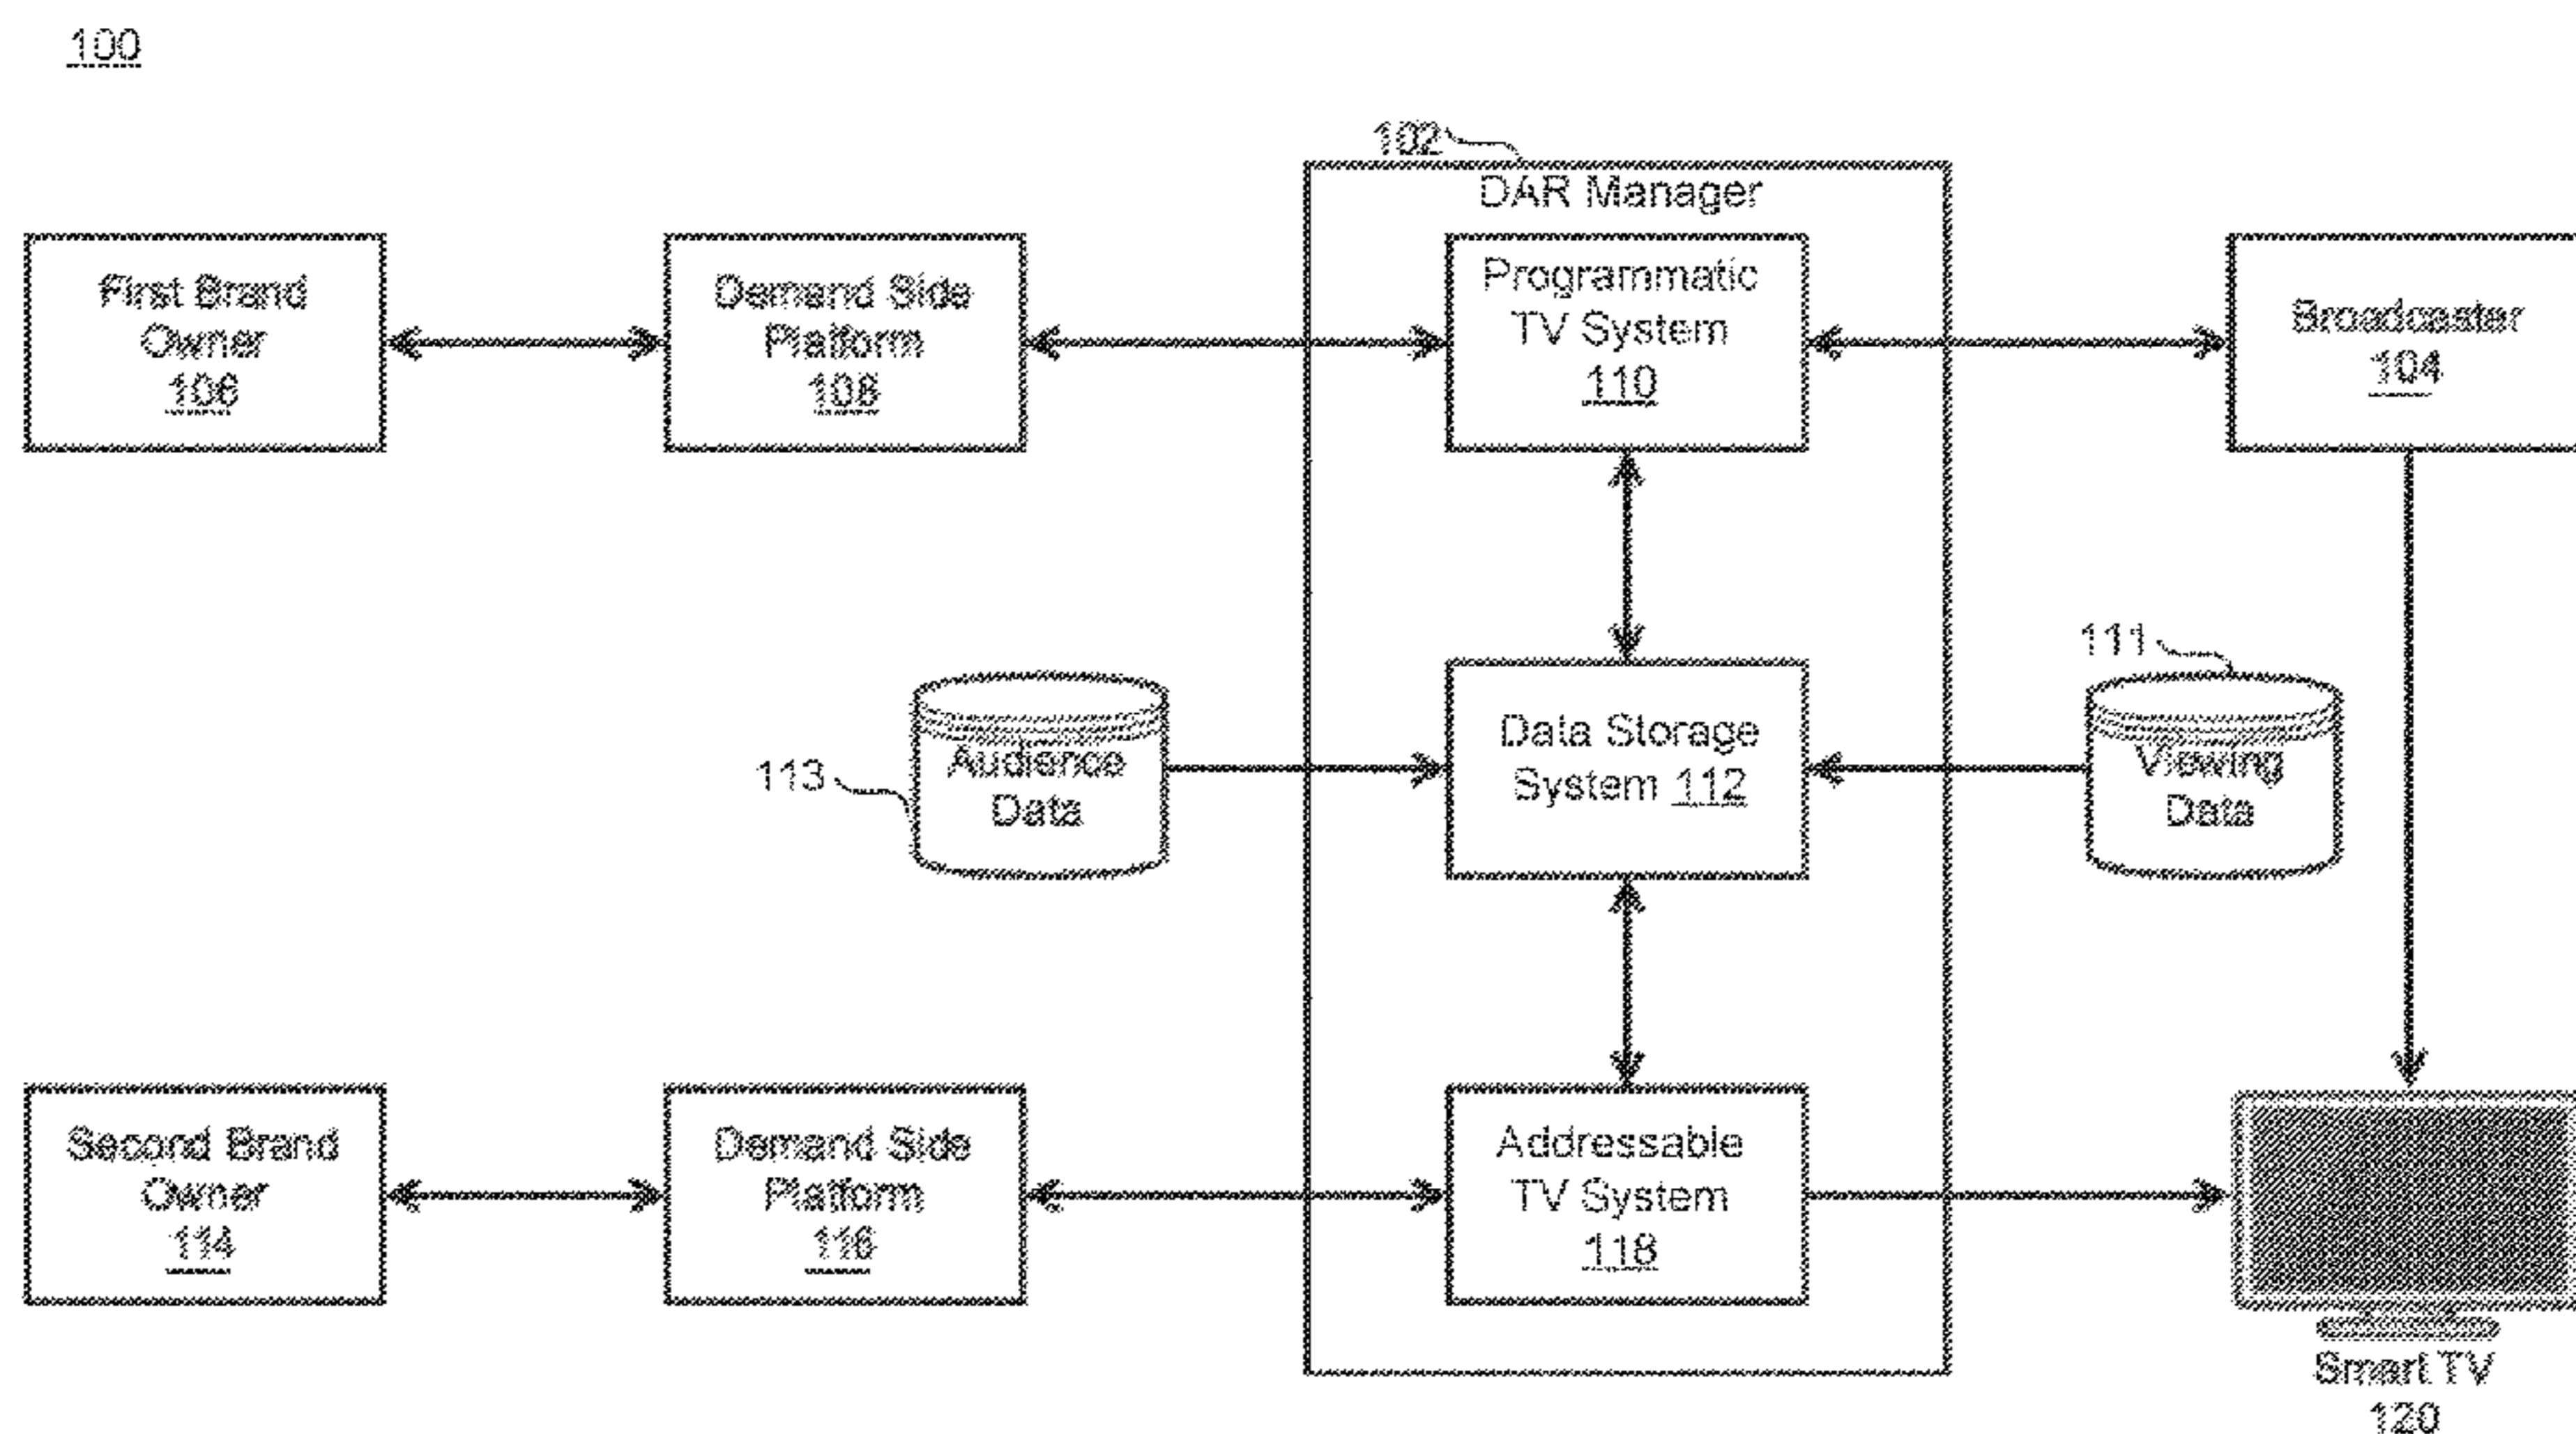 100
102
DAR Manager
First Brand
Owner
106
Demand Side
Platform
108
Programmatic
TV System
110
Broadcaster
104
113
Audience
Data
Data Storage
System 112
111
Viewing
Data
Second Brand
Owner
114
Demand Side
Platform
116
Addressable
TV System
118
Smart TV
120